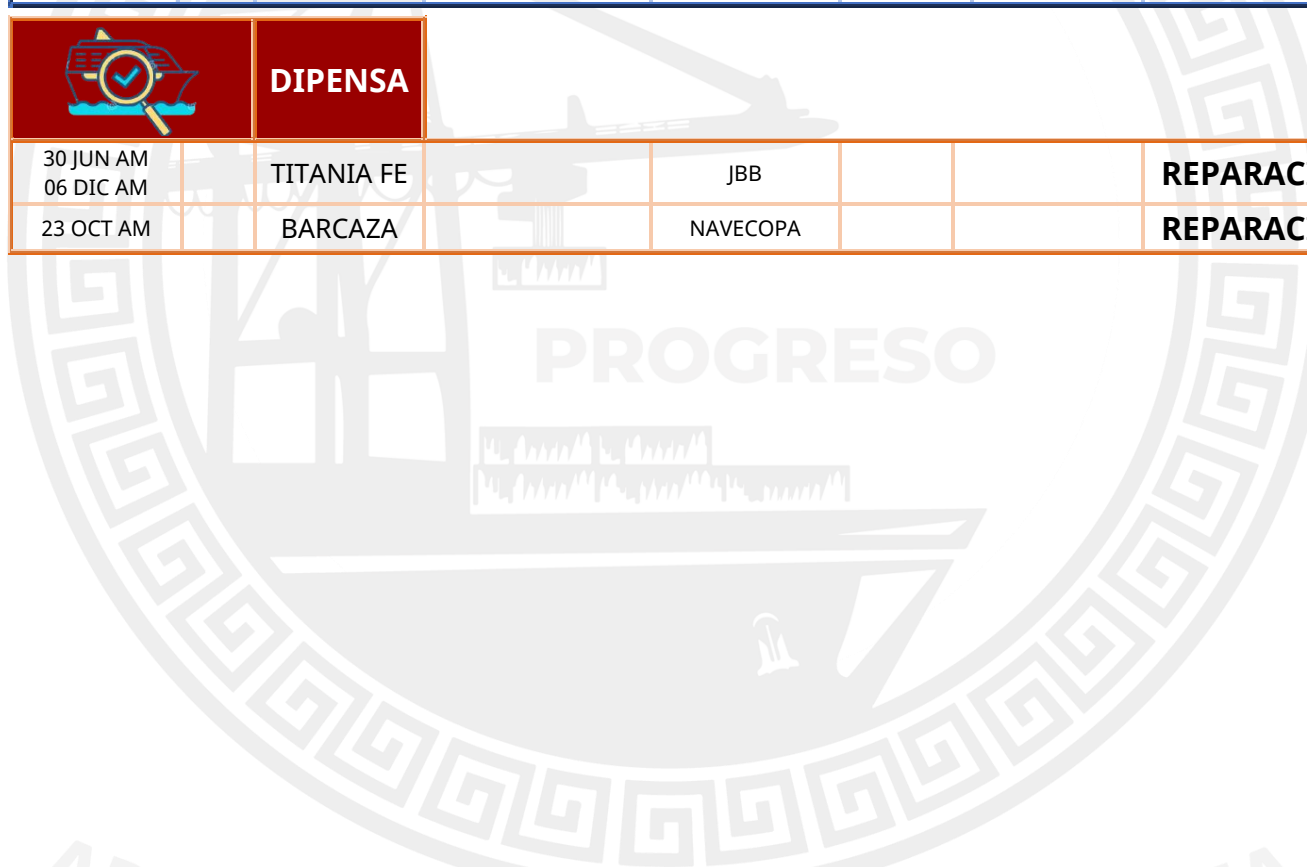 DIPENSA
30 JUN AM
06 DIC AM
TITANIA FE
JBB
REPARAC
23 OCT AM
BARCAZA
NAVECOPA
REPARAC
PROGRESO